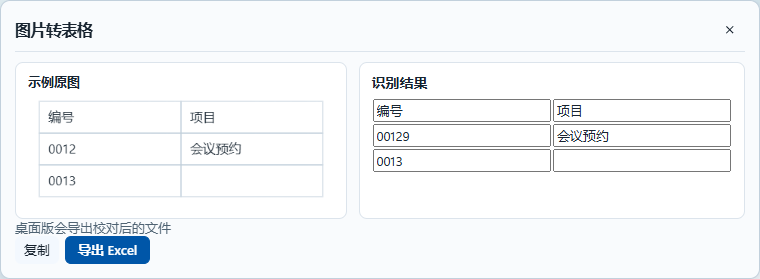 图片转表格 ×
示例原图
编号 项目
0012 会议预约
0013
识别结果
编号 项目
00129 会议预约
0013
桌面版会导出校对后的文件
复制 导出 Excel